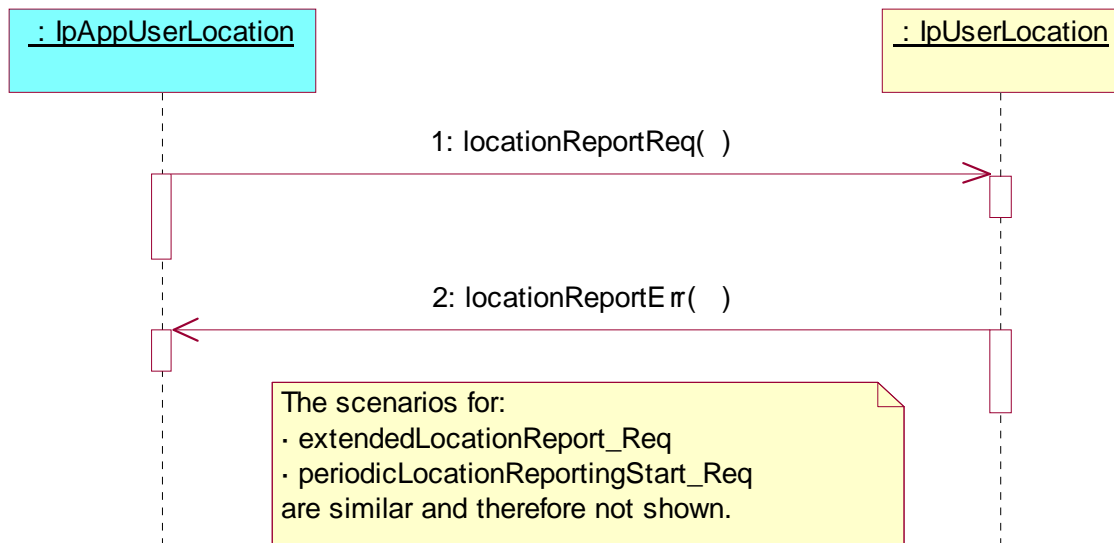 : IpAppUserLocation
: IpUserLocation
1: locationReportReq( )
2: locationReportErr( )
The scenarios for:
· extendedLocationReport_Req
· periodicLocationReportingStart_Req
are similar and therefore not shown.